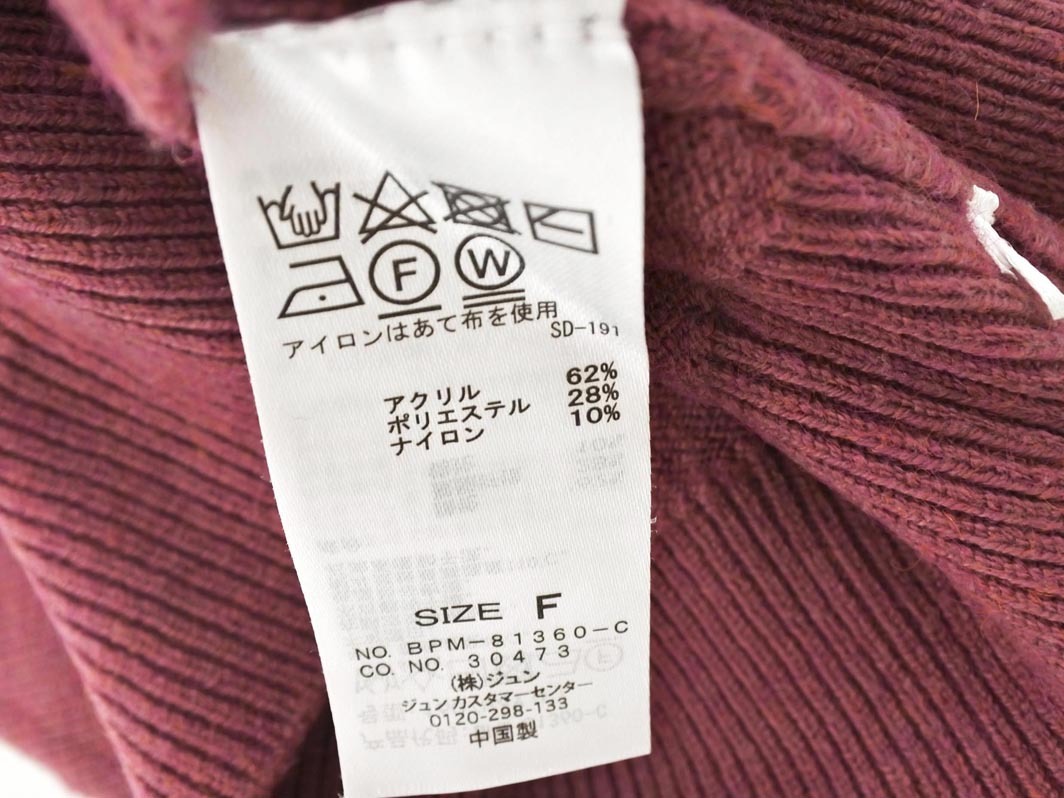 F W
アイロンはあて布を使用
SD-191
アクリル 62%
ポリエステル 28%
ナイロン 10%
SIZE F
NO. BPM-81360-C
CO. NO. 30473
(株)ジュン
ジュンカスタマーセンター
0120-298-133
中国製